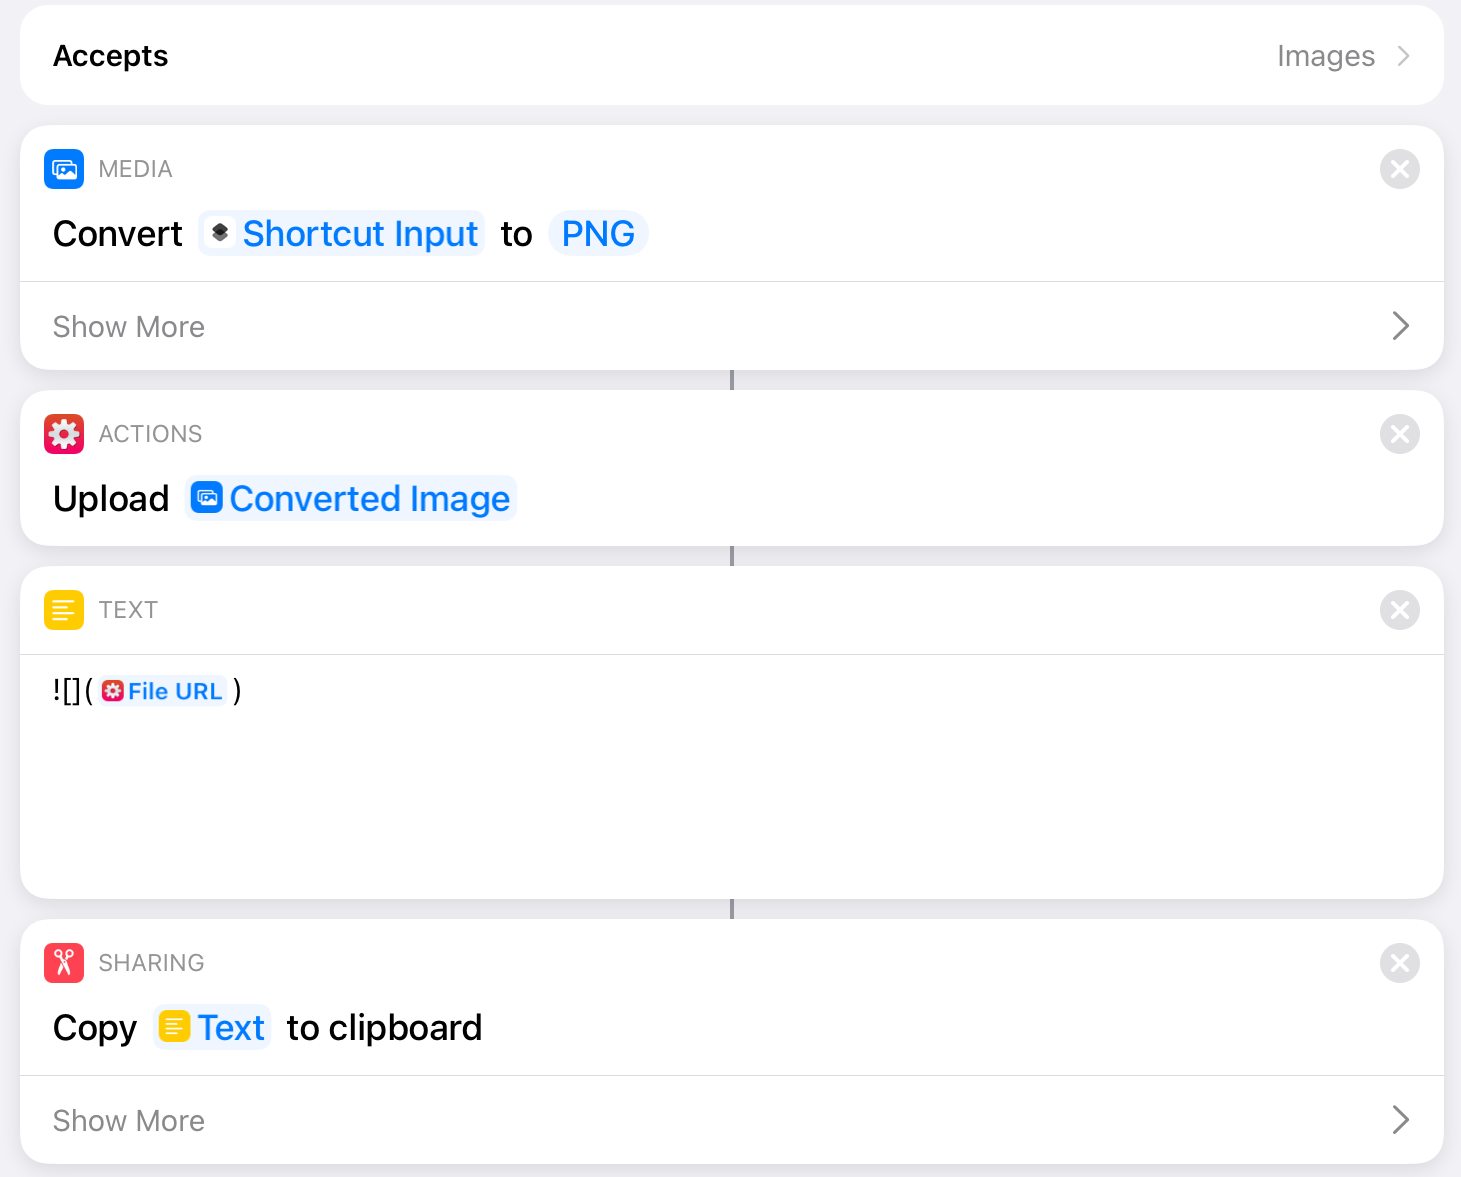 Accepts Images
MEDIA
Convert Shortcut Input to PNG
Show More
ACTIONS
Upload Converted Image
TEXT
![](File URL)
SHARING
Copy Text to clipboard
Show More